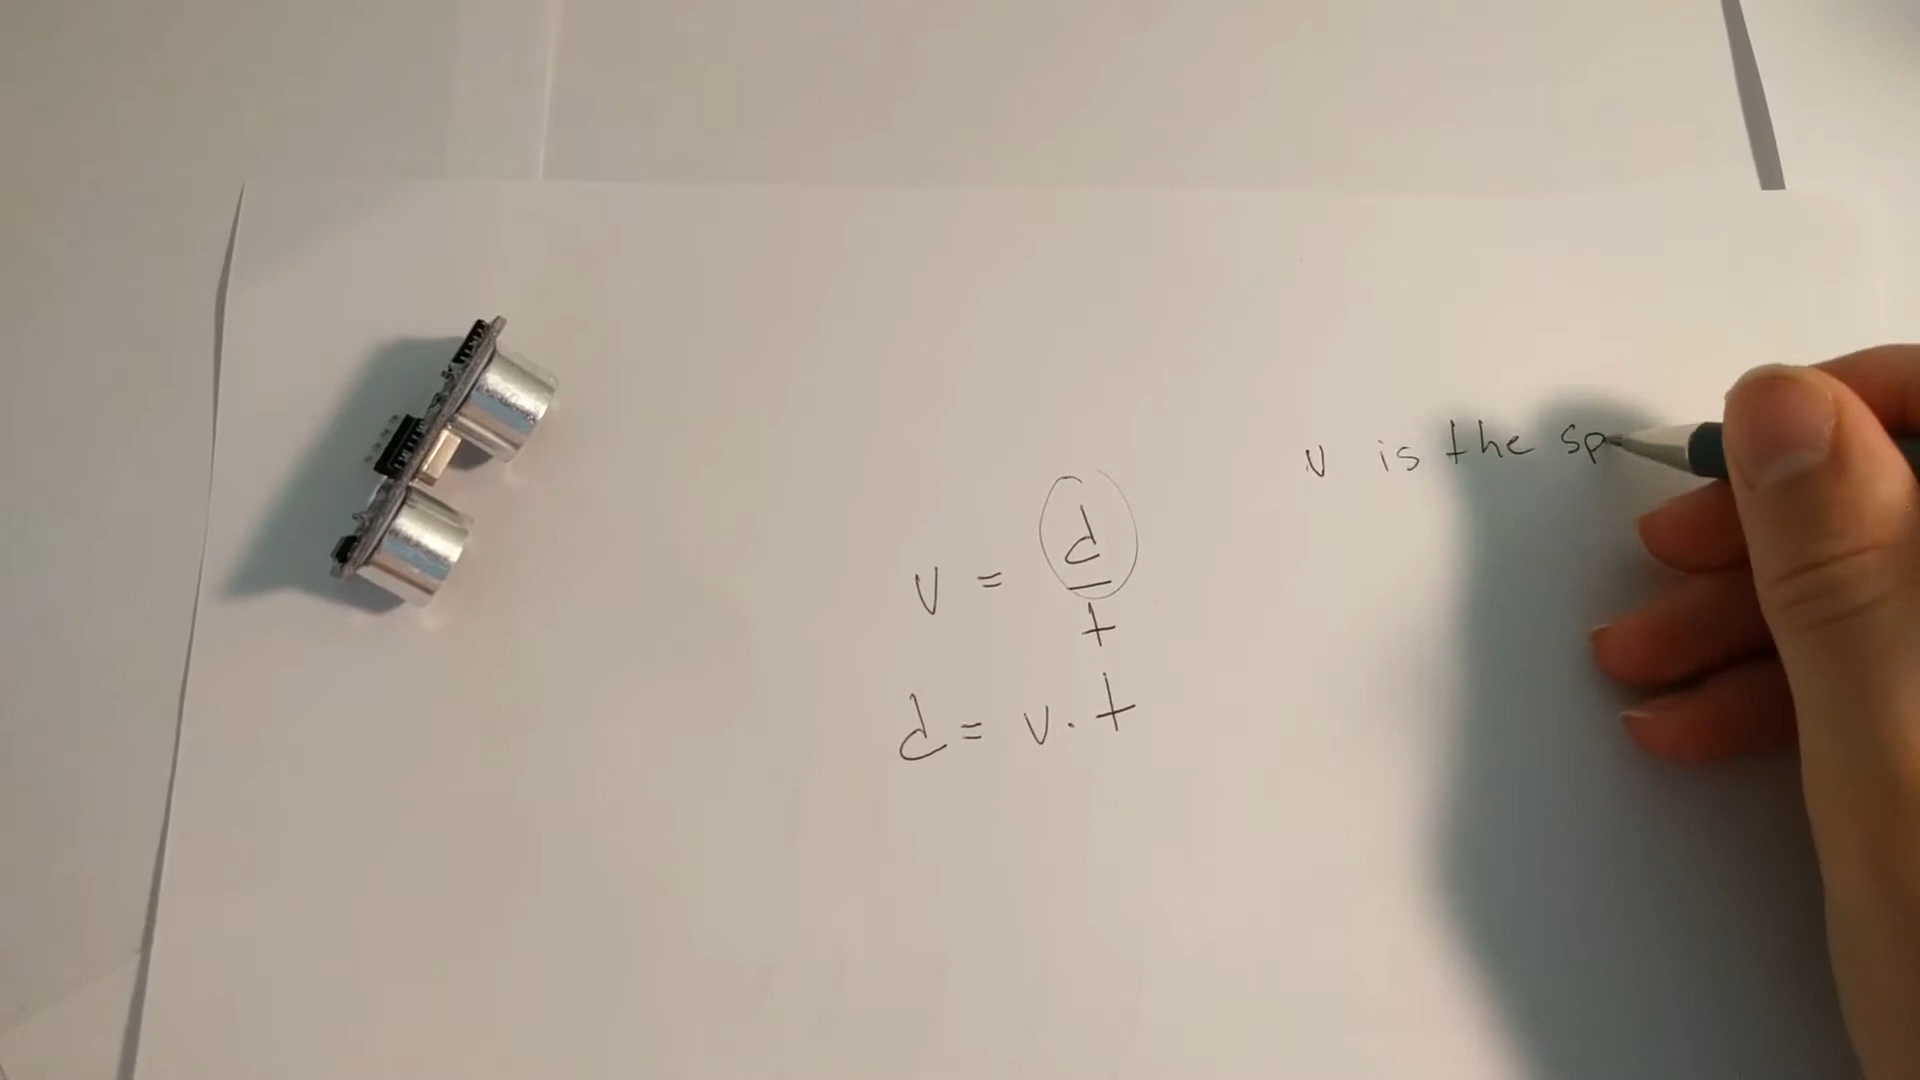 v is the sp
v = d/t
d = v · t